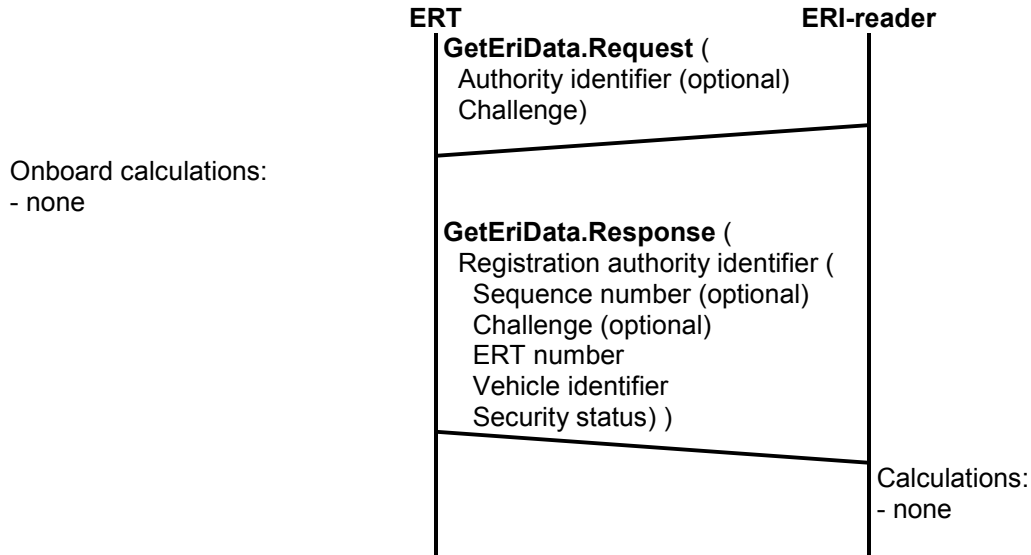 ERT
ERI-reader
GetEriData.Request (
Authority identifier (optional)
Challenge)
Onboard calculations:
- none
GetEriData.Response (
Registration authority identifier (
Sequence number (optional)
Challenge (optional)
ERT number
Vehicle identifier
Security status) )
Calculations:
- none